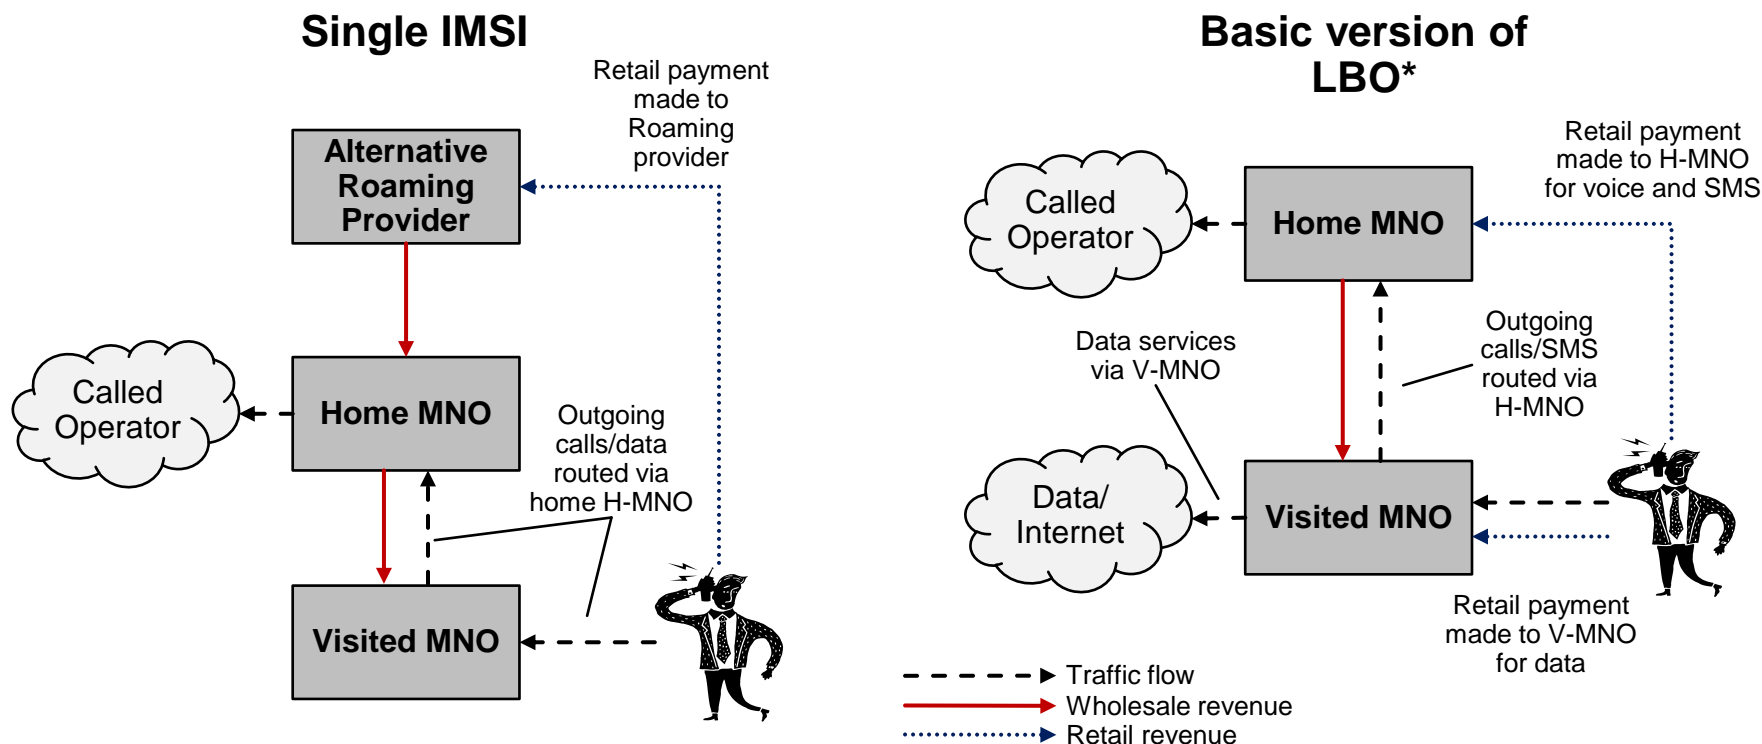 Single IMSI
Retail payment
made to
Roaming
provider
Alternative
Roaming
Provider
Called
Operator
Home MNO
Outgoing
calls/data
routed via
home H-MNO
Visited MNO
Basic version of
LBO*
Retail payment
made to H-MNO
for voice and SMS
Called
Operator
Home MNO
Data services
via V-MNO
Outgoing
calls/SMS
routed via
H-MNO
Data/
Internet
Visited MNO
Retail payment
made to V-MNO
for data
Traffic flow
Wholesale revenue
Retail revenue